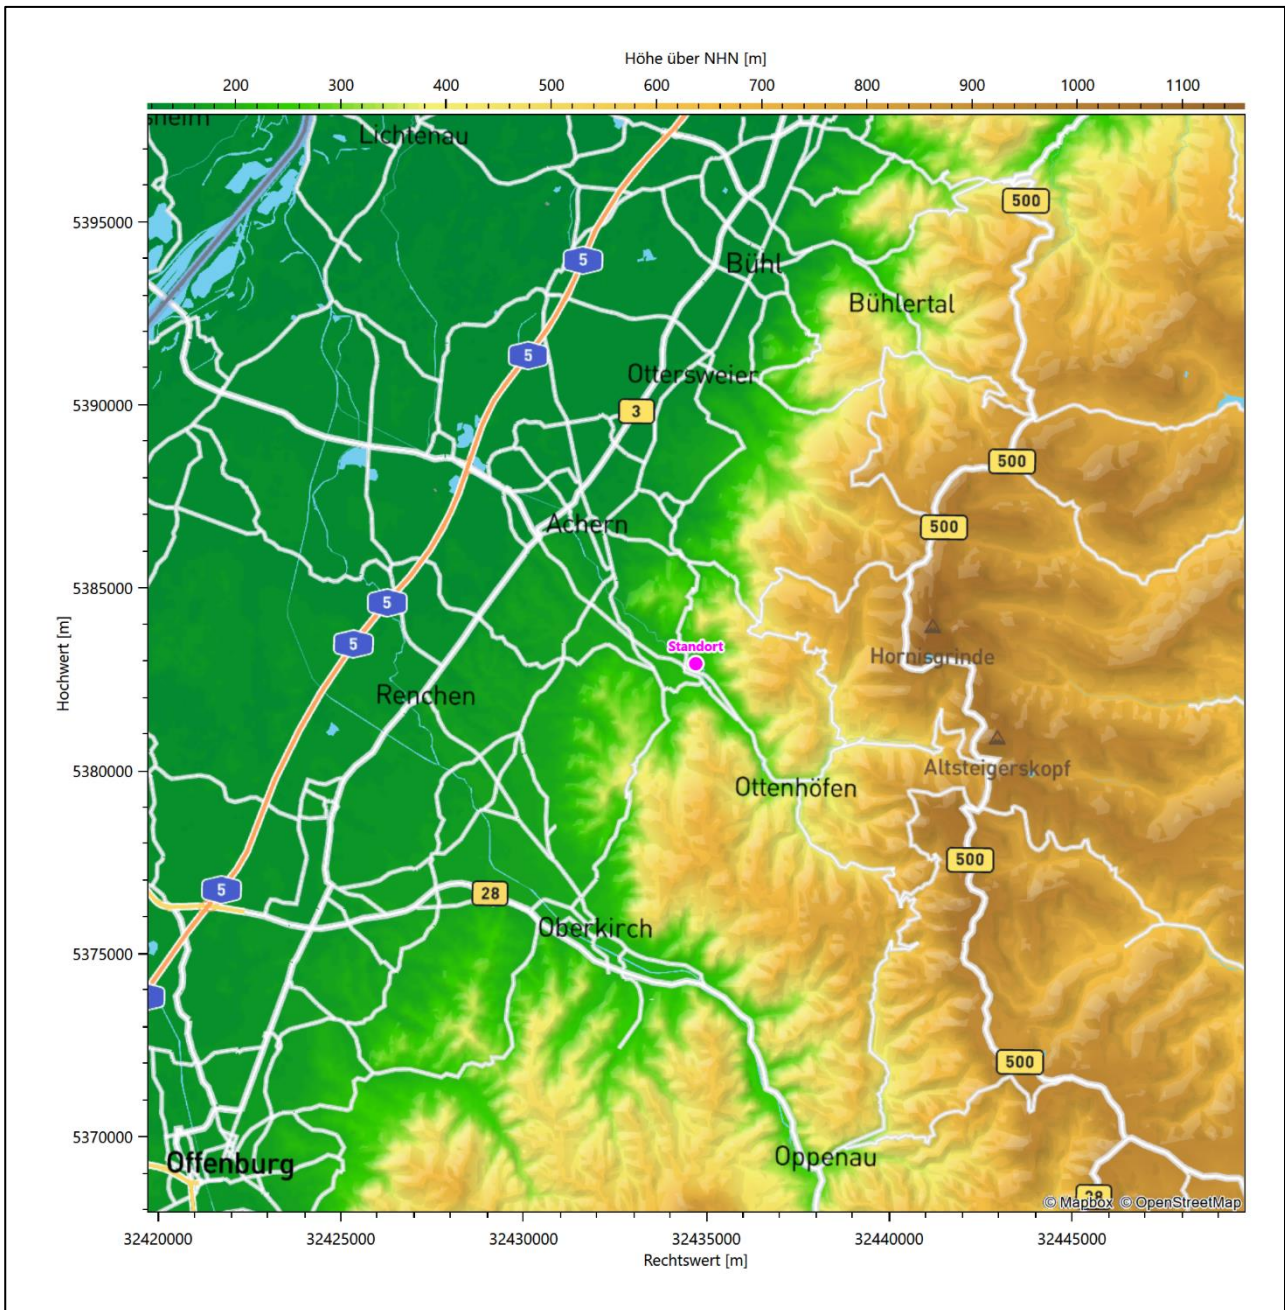 Höhe über NHN [m]
200 300 400 500 600 700 800 900 1000 1100
sheim
Lichtenau
500
5395000
5
Bühl
Bühlertal
5
Ottersweier
5390000
3
500
500
Achern
5385000
5
5
Standort
Hornisgrinde
Hochwert [m]
Renchen
5380000
Altsteigerskopf
Ottenhöfen
500
5
28
Oberkirch
5375000
500
5370000
Offenburg
Oppenau
28
© Mapbox © OpenStreetMap
32420000 32425000 32430000 32435000 32440000 32445000
Rechtswert [m]